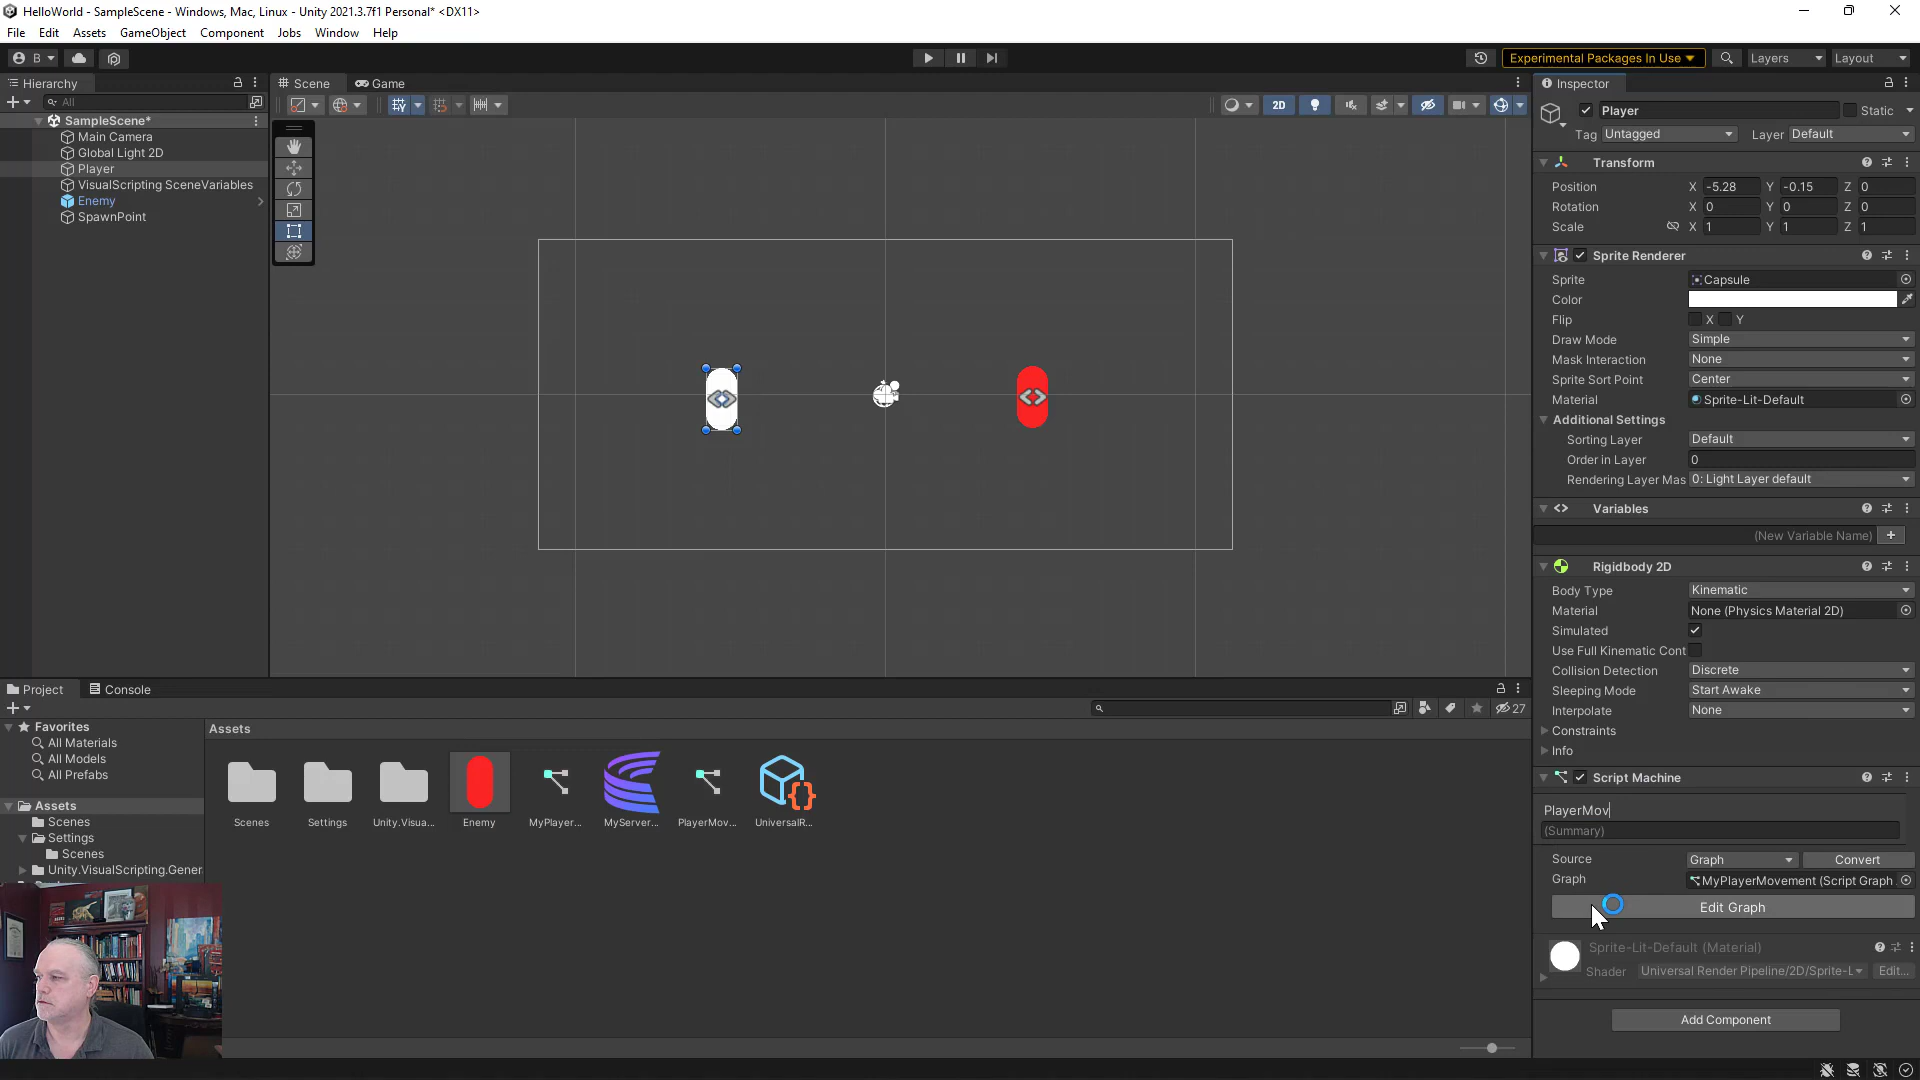 HelloWorld - SampleScene - Windows, Mac, Linux - Unity 2021.3.7f1 Personal* <DX11>
File Edit Assets GameObject Component Jobs Window Help
B
Experimental Packages In Use
Layers
Layout
Hierarchy
Scene
Game
Inspector
All
2D
SampleScene*
Main Camera
Global Light 2D
Player
VisualScripting SceneVariables
Enemy
SpawnPoint
Player
Static
Tag Untagged Layer Default
Transform
Position X -5.28 Y -0.15 Z 0
Rotation X 0 Y 0 Z 0
Scale X 1 Y 1 Z 1
Sprite Renderer
Sprite Capsule
Color
Flip X Y
Draw Mode Simple
Mask Interaction None
Sprite Sort Point Center
Material Sprite-Lit-Default
Additional Settings
Sorting Layer Default
Order in Layer 0
Rendering Layer Mas 0: Light Layer default
Variables
(New Variable Name)
Rigidbody 2D
Body Type Kinematic
Material None (Physics Material 2D)
Simulated
Use Full Kinematic Cont
Collision Detection Discrete
Sleeping Mode Start Awake
Interpolate None
Constraints
Info
Script Machine
PlayerMov
(Summary)
Source Graph Convert
Graph MyPlayerMovement (Script Graph
Edit Graph
Sprite-Lit-Default (Material)
Shader Universal Render Pipeline/2D/Sprite-L Edit...
Add Component
Project
Console
27
Favorites
All Materials
All Models
All Prefabs
Assets
Scenes
Settings
Scenes
Unity.VisualScripting.Gener
Assets
Scenes
Settings
Unity.Visua...
Enemy
MyPlayer...
MyServer...
PlayerMov...
UniversalR...